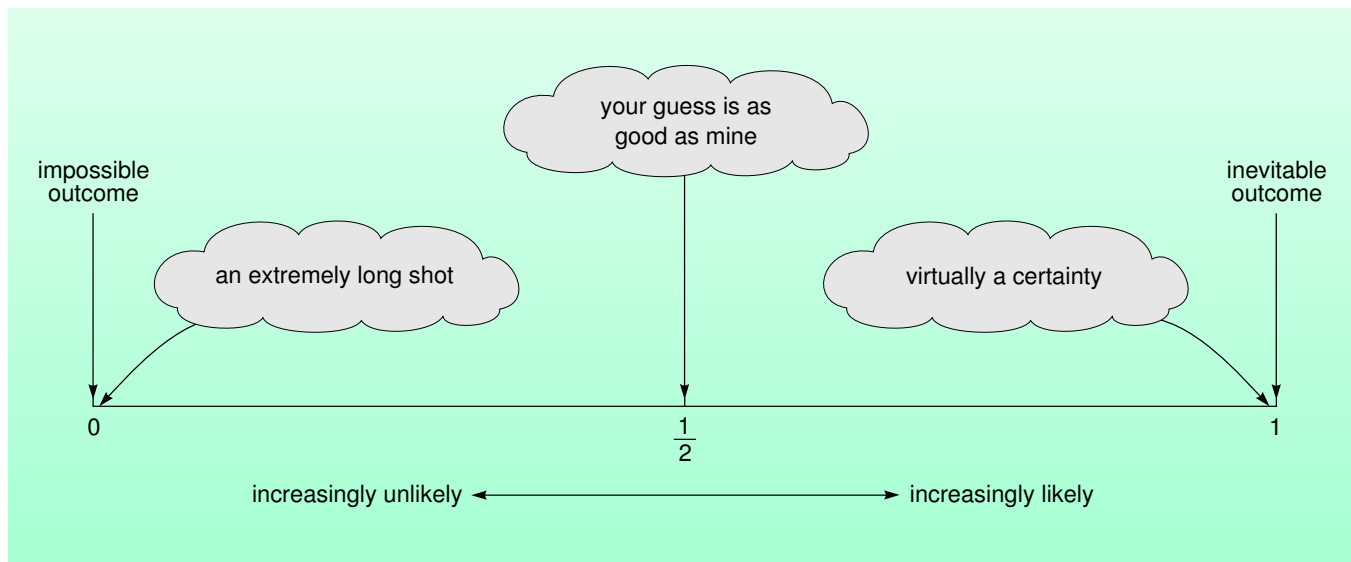 your guess is as
good as mine
impossible
outcome
inevitable
outcome
an extremely long shot
virtually a certainty
0
1
2
1
increasingly unlikely
increasingly likely